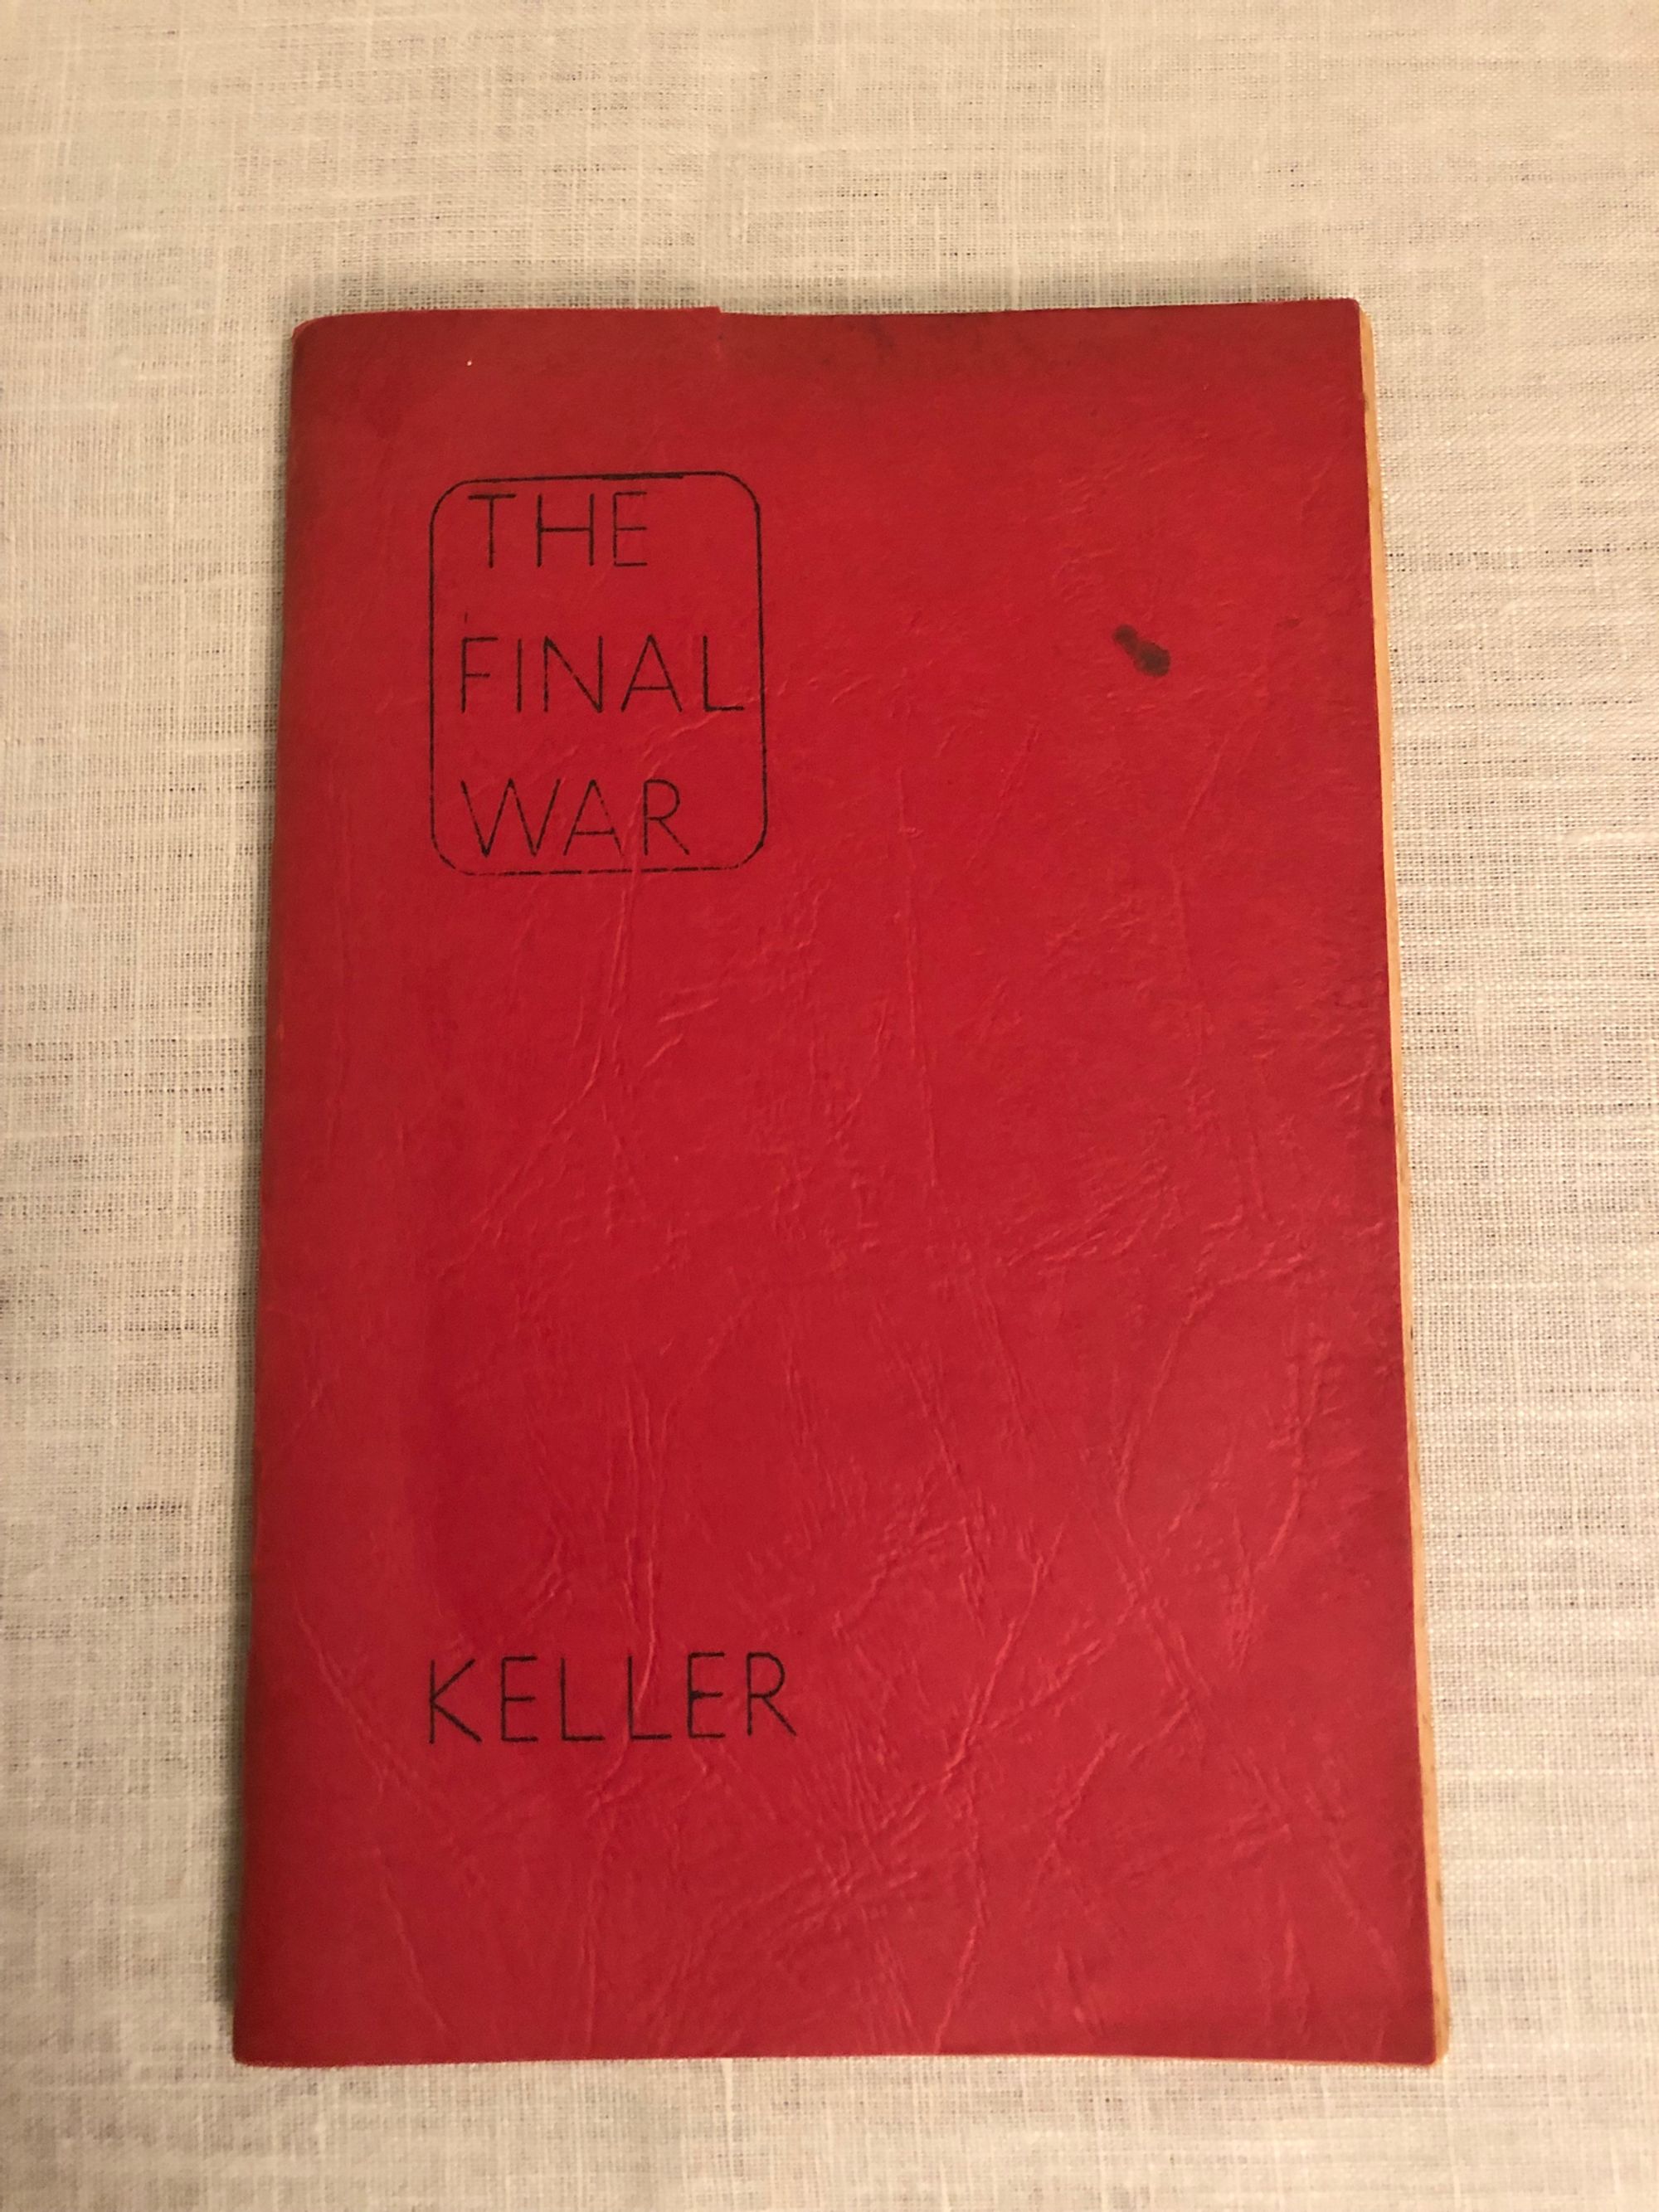 THE
FINAL
WAR
KELLER